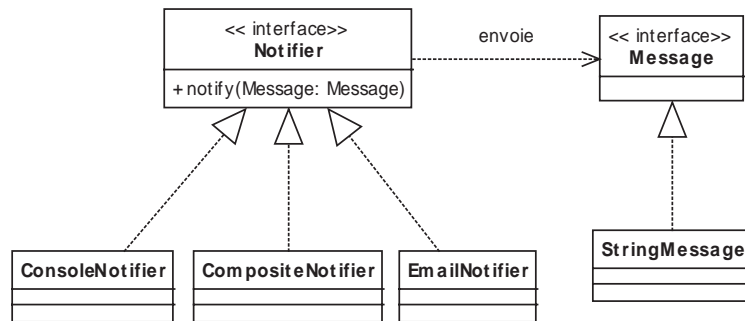 << interface>>
Notifier
+ notify(Message: Message)
envoie
<< interface>>
Message
ConsoleNotifier
CompositeNotifier
EmailNotifier
StringMessage